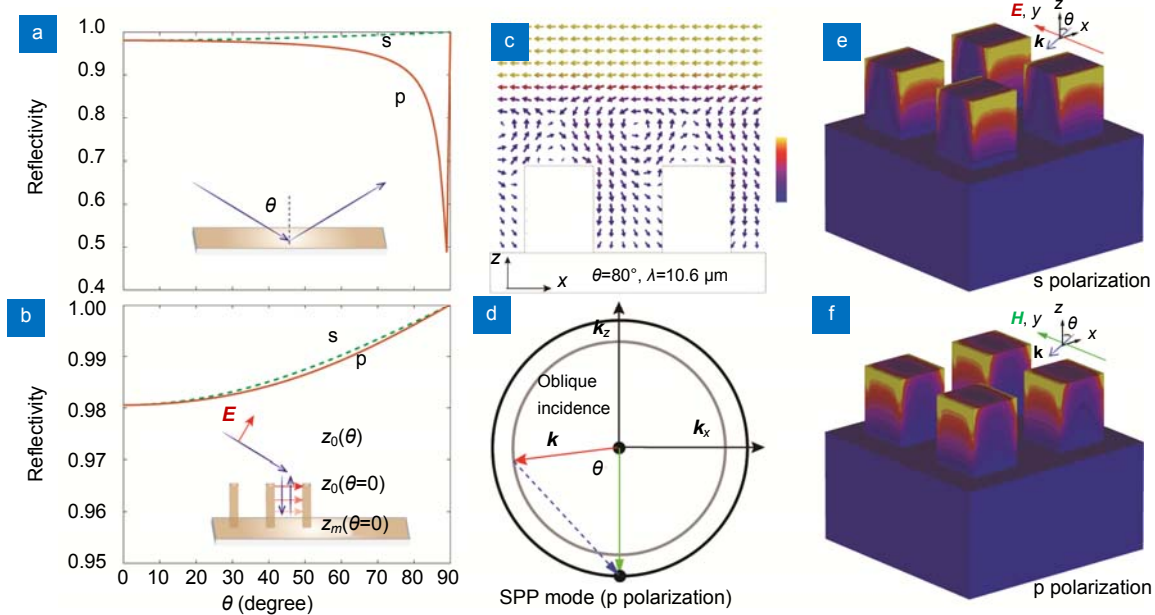 a
1.0
0.9
0.8
0.7
0.6
0.5
0.4
Reflectivity
s
p
θ
b
1.00
0.99
0.98
0.97
0.96
0.95
Reflectivity
s
p
E
z0(θ)
z0(θ=0)
zm(θ=0)
0 10 20 30 40 50 60 70 80 90
θ (degree)
c
z
x
θ=80°, λ=10.6 μm
d
kz
Oblique
incidence
kx
k
θ
SPP mode (p polarization)
e
E, y
z
θ
x
k
s polarization
f
H, y
z
θ
x
k
p polarization